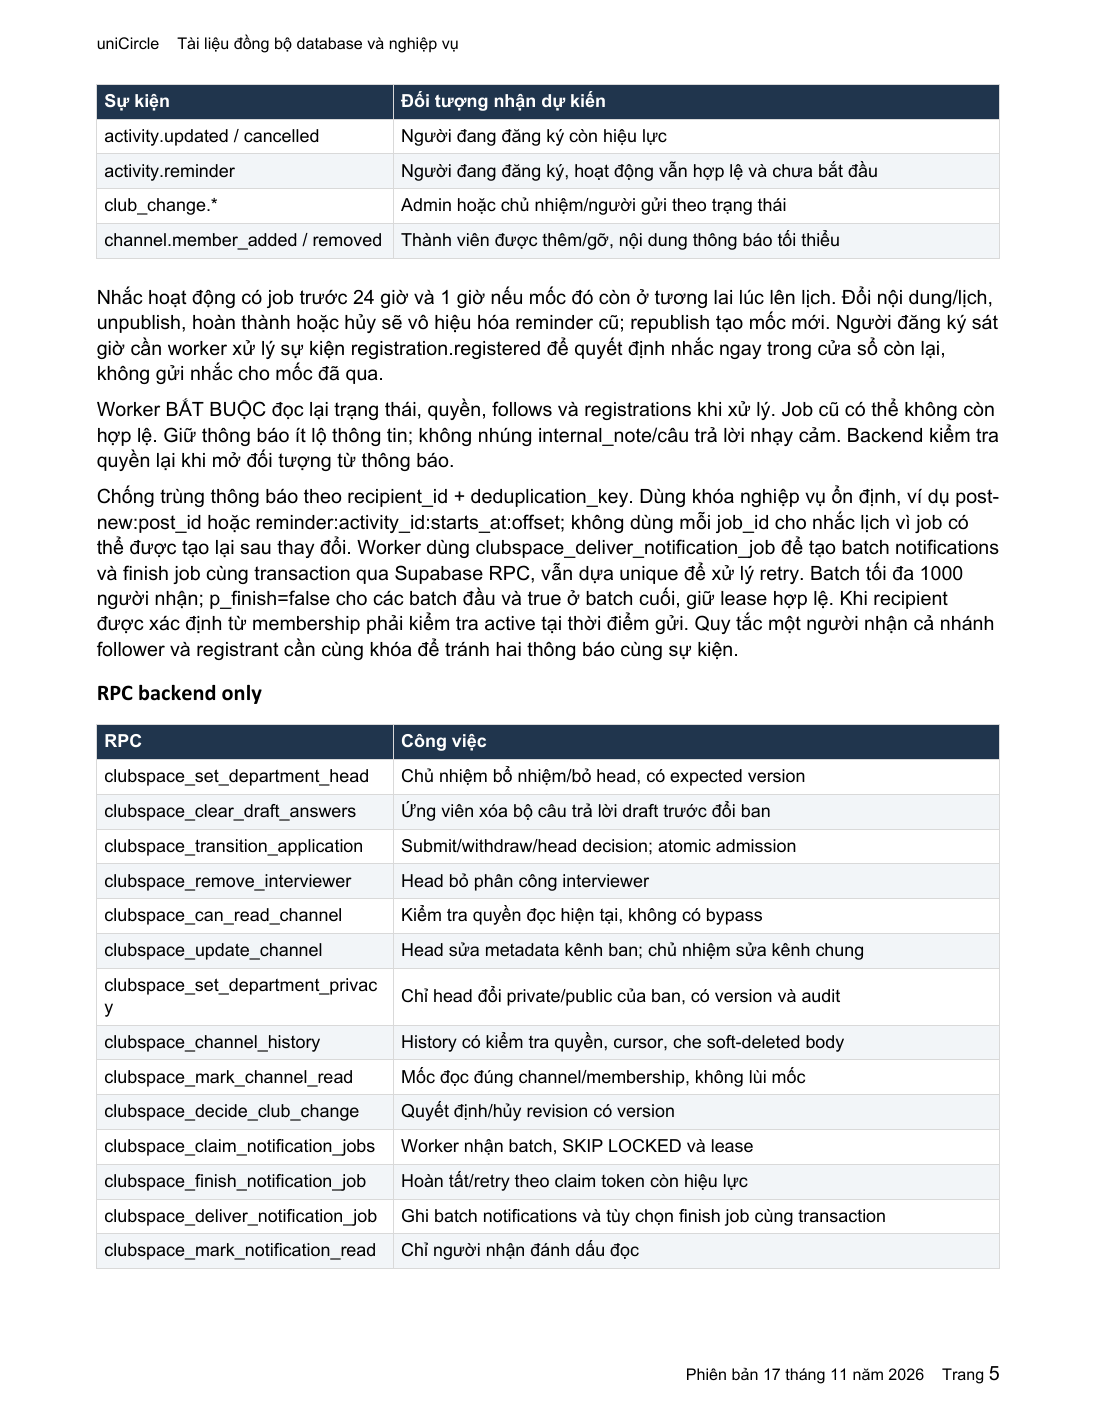 uniCircle Tài liệu đồng bộ database và nghiệp vụ
Sự kiện Đối tượng nhận dự kiến
activity.updated / cancelled Người đang đăng ký còn hiệu lực
activity.reminder Người đang đăng ký, hoạt động vẫn hợp lệ và chưa bắt đầu
club_change.* Admin hoặc chủ nhiệm/người gửi theo trạng thái
channel.member_added / removed Thành viên được thêm/gỡ, nội dung thông báo tối thiểu
Nhắc hoạt động có job trước 24 giờ và 1 giờ nếu mốc đó còn ở tương lai lúc lên lịch. Đổi nội dung/lịch,
unpublish, hoàn thành hoặc hủy sẽ vô hiệu hóa reminder cũ; republish tạo mốc mới. Người đăng ký sát
giờ cần worker xử lý sự kiện registration.registered để quyết định nhắc ngay trong cửa sổ còn lại,
không gửi nhắc cho mốc đã qua.
Worker BẮT BUỘC đọc lại trạng thái, quyền, follows và registrations khi xử lý. Job cũ có thể không còn
hợp lệ. Giữ thông báo ít lộ thông tin; không nhúng internal_note/câu trả lời nhạy cảm. Backend kiểm tra
quyền lại khi mở đối tượng từ thông báo.
Chống trùng thông báo theo recipient_id + deduplication_key. Dùng khóa nghiệp vụ ổn định, ví dụ post-
new:post_id hoặc reminder:activity_id:starts_at:offset; không dùng mỗi job_id cho nhắc lịch vì job có
thể được tạo lại sau thay đổi. Worker dùng clubspace_deliver_notification_job để tạo batch notifications
và finish job cùng transaction qua Supabase RPC, vẫn dựa unique để xử lý retry. Batch tối đa 1000
người nhận; p_finish=false cho các batch đầu và true ở batch cuối, giữ lease hợp lệ. Khi recipient
được xác định từ membership phải kiểm tra active tại thời điểm gửi. Quy tắc một người nhận cả nhánh
follower và registrant cần cùng khóa để tránh hai thông báo cùng sự kiện.
RPC backend only
RPC Công việc
clubspace_set_department_head Chủ nhiệm bổ nhiệm/bỏ head, có expected version
clubspace_clear_draft_answers Ứng viên xóa bộ câu trả lời draft trước đổi ban
clubspace_transition_application Submit/withdraw/head decision; atomic admission
clubspace_remove_interviewer Head bỏ phân công interviewer
clubspace_can_read_channel Kiểm tra quyền đọc hiện tại, không có bypass
clubspace_update_channel Head sửa metadata kênh ban; chủ nhiệm sửa kênh chung
clubspace_set_department_privac
y Chỉ head đổi private/public của ban, có version và audit
clubspace_channel_history History có kiểm tra quyền, cursor, che soft-deleted body
clubspace_mark_channel_read Mốc đọc đúng channel/membership, không lùi mốc
clubspace_decide_club_change Quyết định/hủy revision có version
clubspace_claim_notification_jobs Worker nhận batch, SKIP LOCKED và lease
clubspace_finish_notification_job Hoàn tất/retry theo claim token còn hiệu lực
clubspace_deliver_notification_job Ghi batch notifications và tùy chọn finish job cùng transaction
clubspace_mark_notification_read Chỉ người nhận đánh dấu đọc
Phiên bản 17 tháng 11 năm 2026 Trang 5